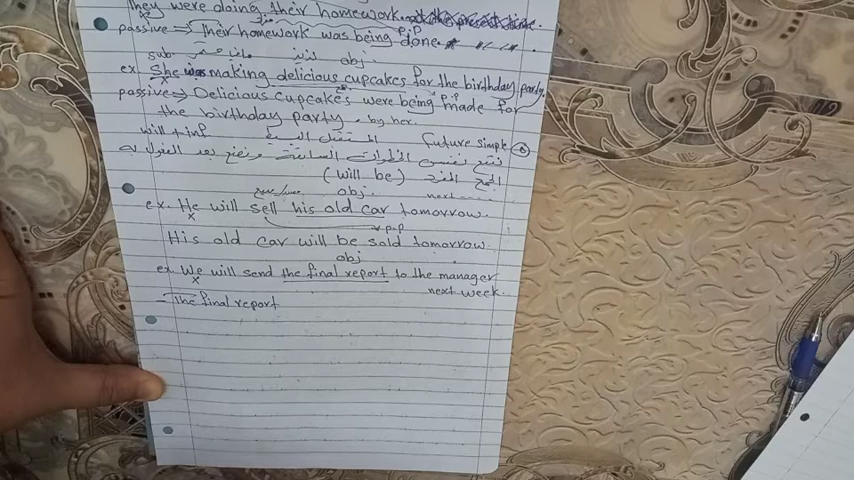 They were doing their homework.
p.p
passive → Their homework was being done.
sub. obj
ex. She was making delicious cupcakes for the birthday party.
p.p
passive → Delicious cupcakes were being made for
the birthday party. by her.
will + inf المستقبل البسيط Future simple
نتبع نفس الخطوات السابقة ونضع بعد المفعول به
(will be)
obj. next ----
ex. He will sell his old car tomorrow.
x p.p
His old car will be sold tomorrow.
obj
ex. We will send the final report to the manager
x next week.
The final report